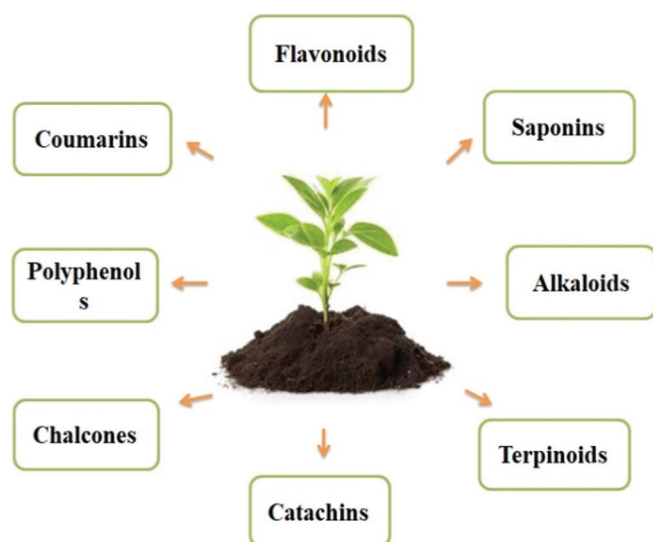 Flavonoids
Coumarins
Saponins
Polyphenol
s
Alkaloids
Chalcones
Terpinoids
Catachins